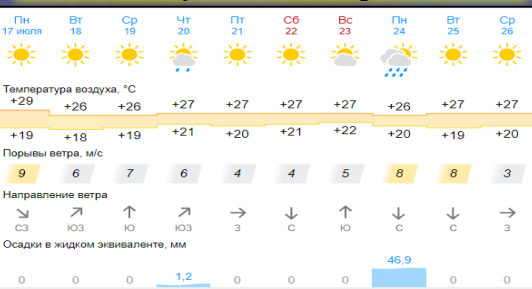 Пн Вт Ср Чт Пт Сб Вс Пн Вт Ср
17 июля 18 19 20 21 22 23 24 25 26
Температура воздуха, °C
+29 +26 +26 +27 +27 +27 +27 +26 +27 +27
+19 +18 +19 +21 +20 +21 +22 +20 +19 +20
Порывы ветра, м/с
9 6 7 6 4 4 5 8 8 3
Направление ветра
СЗ ЮЗ Ю ЮЗ З С Ю С С З
Осадки в жидком эквиваленте, мм
0 0 0 1,2 0 0 0 46,9 0 0